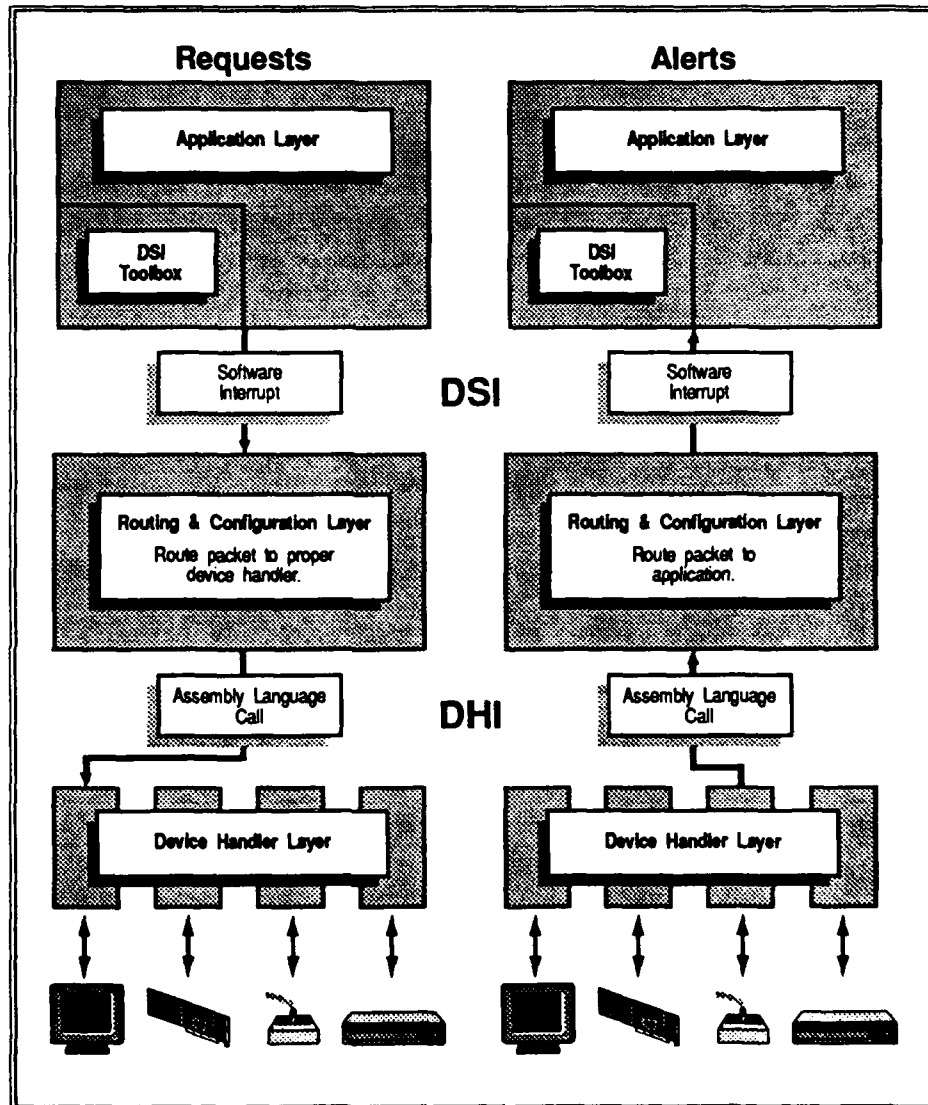 Requests
Application Layer
DSI
Toolbox
Software
Interrupt
Routing & Configuration Layer
Route packet to proper
device handler.
Assembly Language
Call
Device Handler Layer
DSI
DHI
Alerts
Application Layer
DSI
Toolbox
Software
Interrupt
Routing & Configuration Layer
Route packet to
application.
Assembly Language
Call
Device Handler Layer